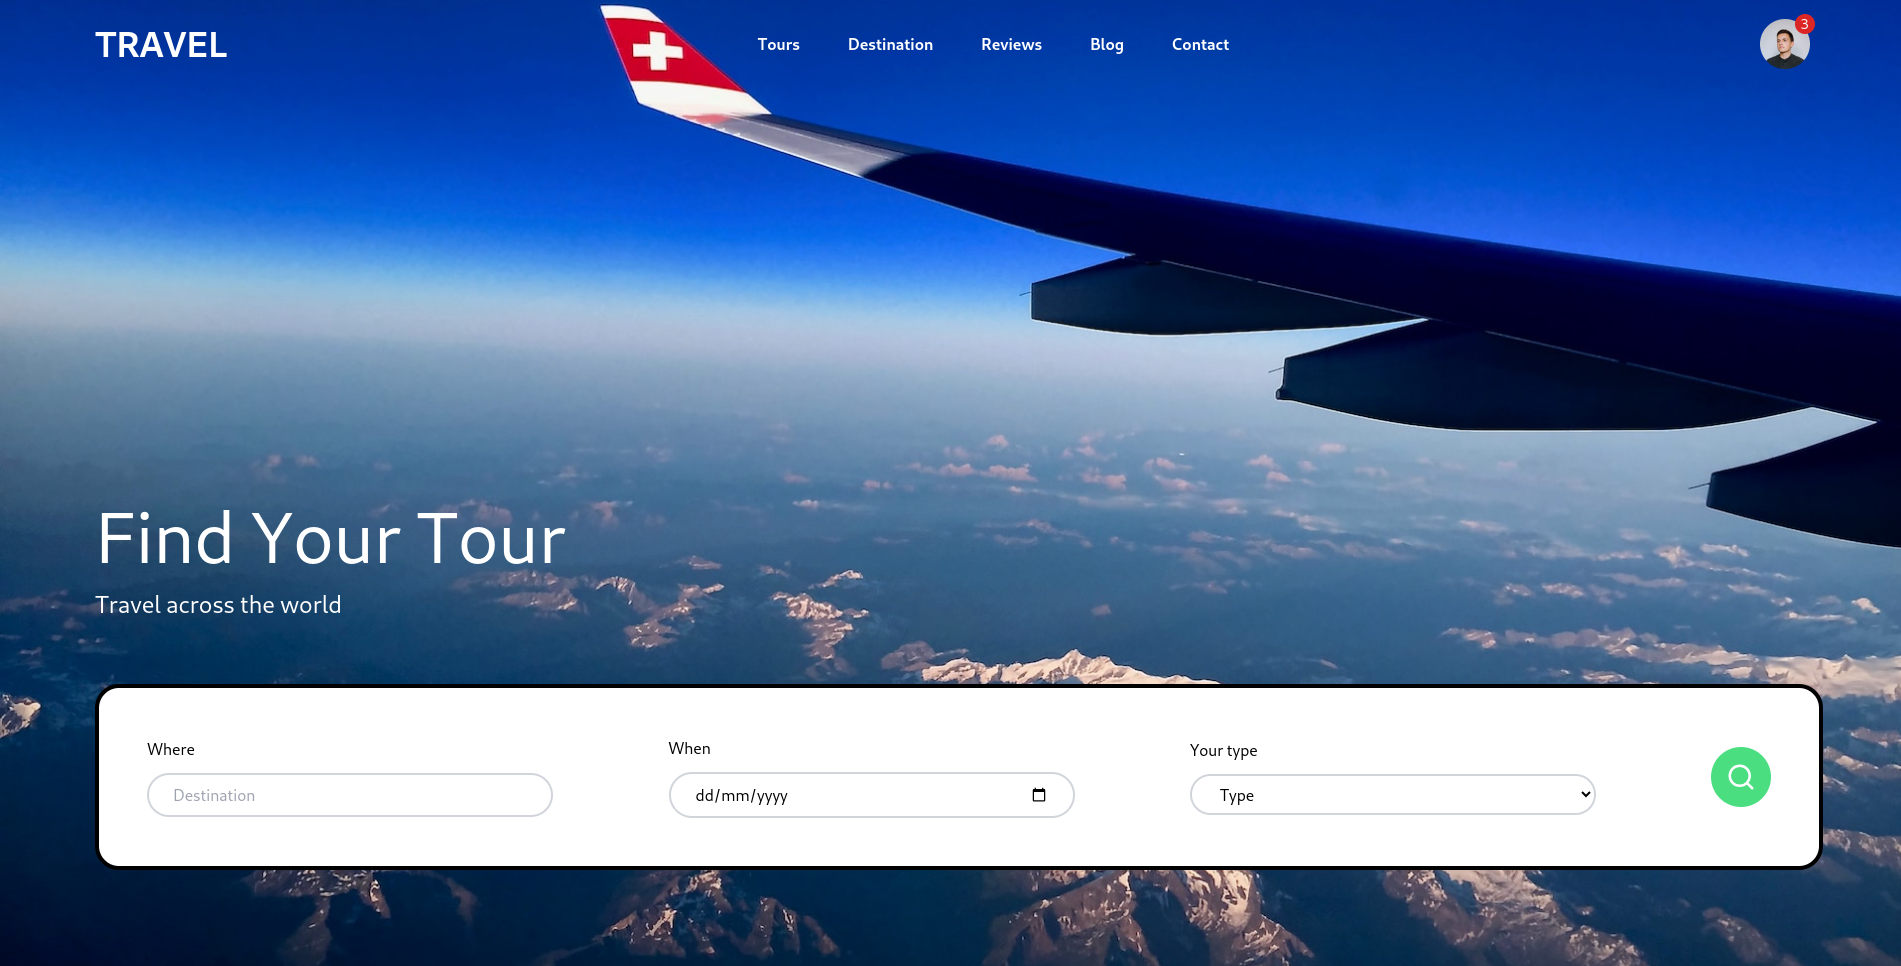 TRAVEL
Tours
Destination
Reviews
Blog
Contact
3
Find Your Tour
Travel across the world
Where
When
Your type
Destination
dd/mm/yyyy
Type